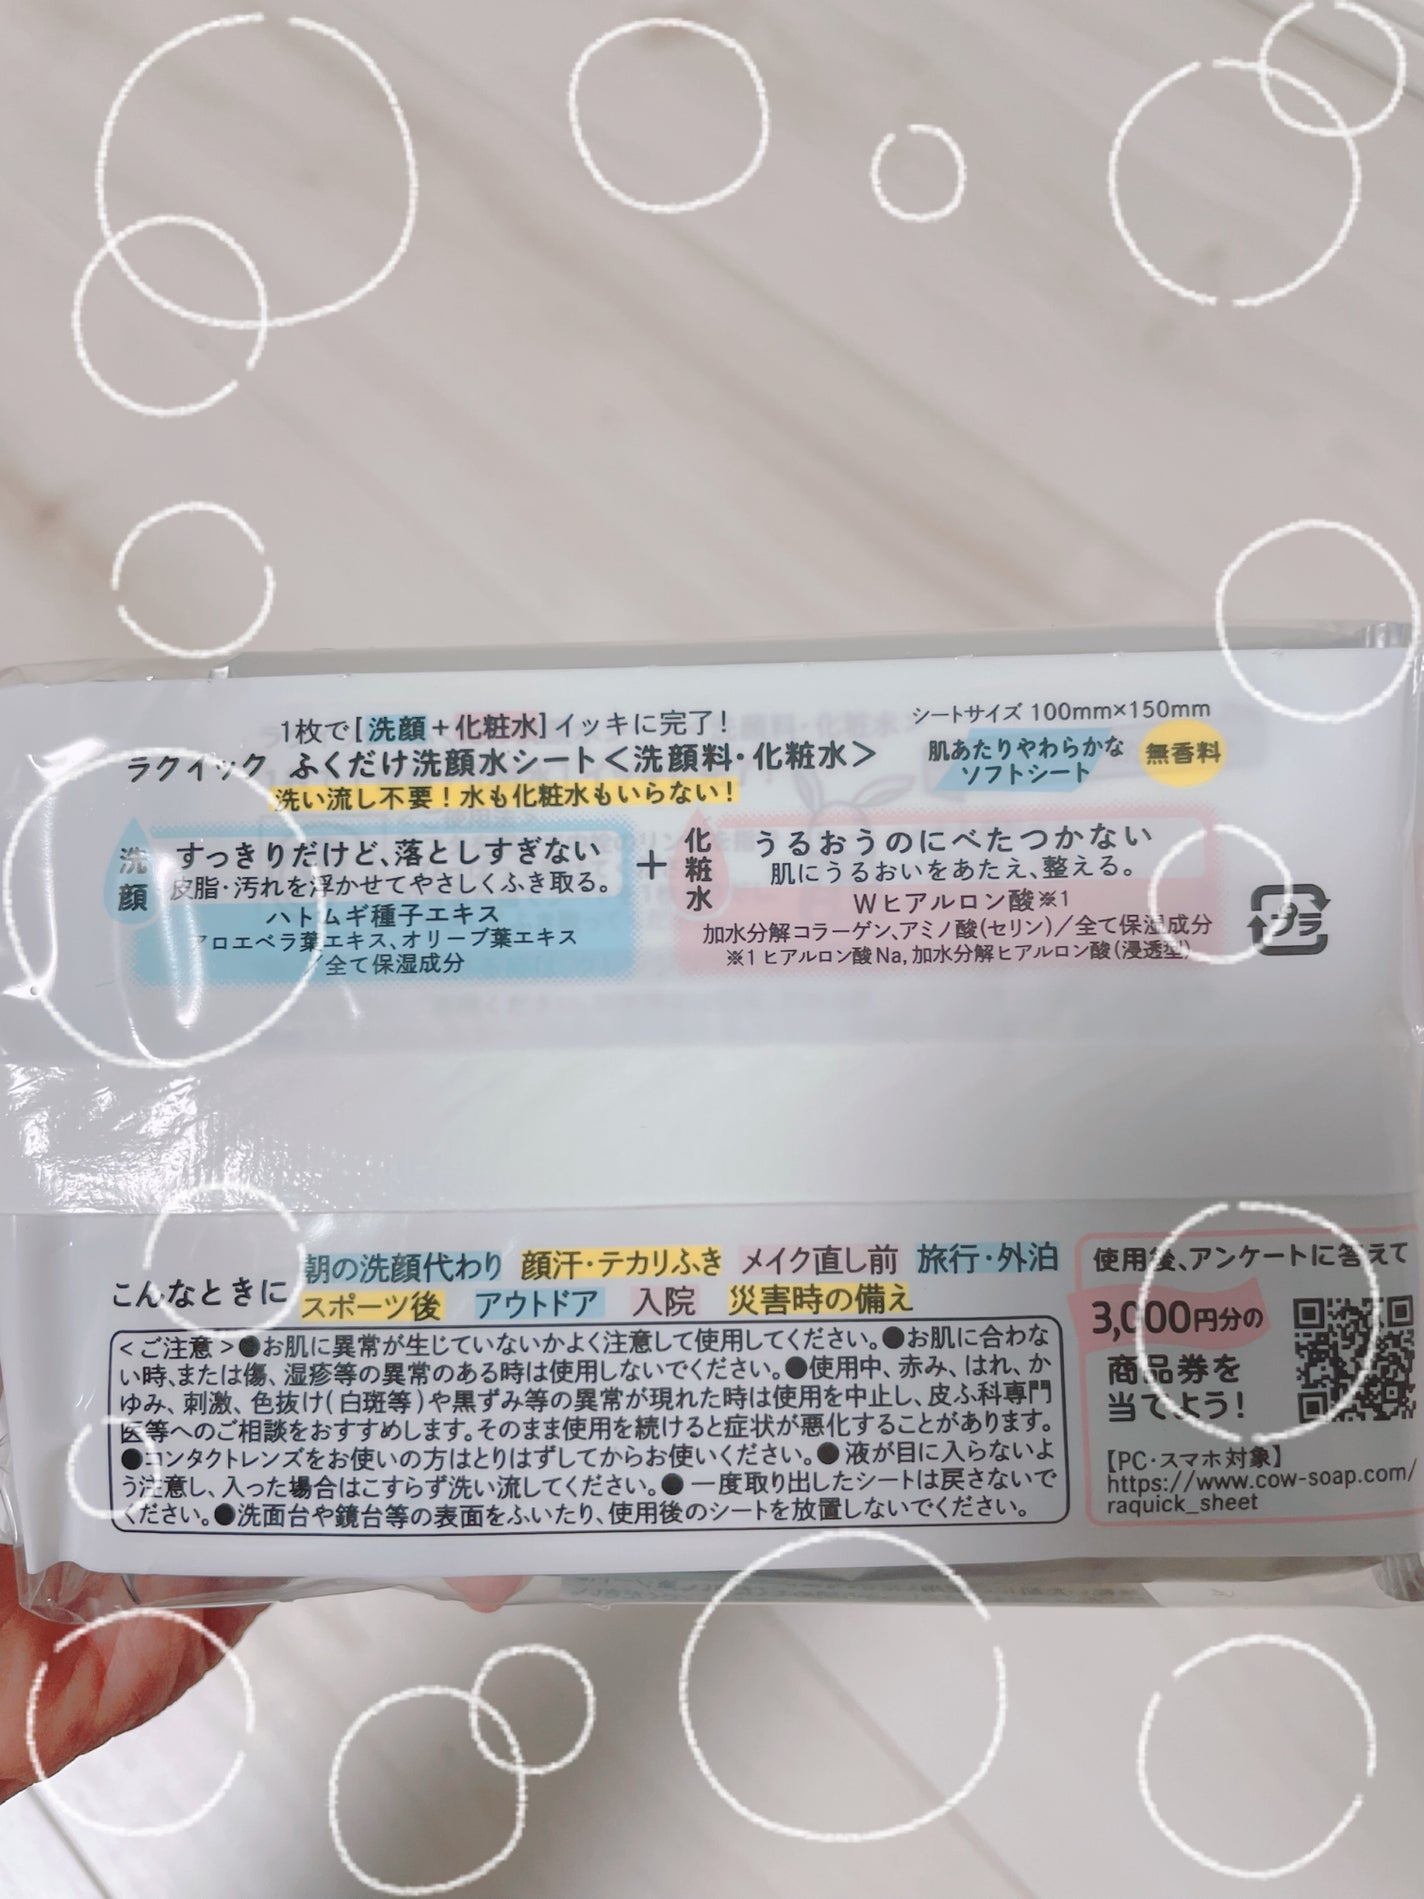 1枚で[洗顔+化粧水]イッキに完了!
ラクイック ふくだけ洗顔水シート<洗顔料・化粧水>
洗い流し不要!水も化粧水もいらない!
シートサイズ 100mm×150mm
肌あたりやわらかな
ソフトシート
無香料
洗顔
すっきりだけど、落としすぎない
皮脂・汚れを浮かせてやさしくふき取る。
ハトムギ種子エキス
アロエベラ葉エキス、オリーブ葉エキス
/全て保湿成分
+
化粧水
うるおうのにべたつかない
肌にうるおいをあたえ、整える。
Wヒアルロン酸※1
加水分解コラーゲン、アミノ酸(セリン)/全て保湿成分
※1 ヒアルロン酸Na, 加水分解ヒアルロン酸(浸透型)
プラ
こんなときに
朝の洗顔代わり 顔汗・テカリふき メイク直し前 旅行・外泊
スポーツ後 アウトドア 入院 災害時の備え
<ご注意>●お肌に異常が生じていないかよく注意して使用してください。●お肌に合わな
い時、または傷、湿疹等の異常のある時は使用しないでください。●使用中、赤み、はれ、か
ゆみ、刺激、色抜け(白斑等)や黒ずみ等の異常が現れた時は使用を中止し、皮ふ科専門
医等へのご相談をおすすめします。そのまま使用を続けると症状が悪化することがあります。
●コンタクトレンズをお使いの方はとりはずしてからお使いください。●液が目に入らないよ
う注意し、入った場合はこすらず洗い流してください。●一度取り出したシートは戻さないで
ください。●洗面台や鏡台等の表面をふいたり、使用後のシートを放置しないでください。
使用後、アンケートに答えて
3,000円分の
商品券を
当てよう!
【PC・スマホ対象】
https://www.cow-soap.com/
raquick_sheet